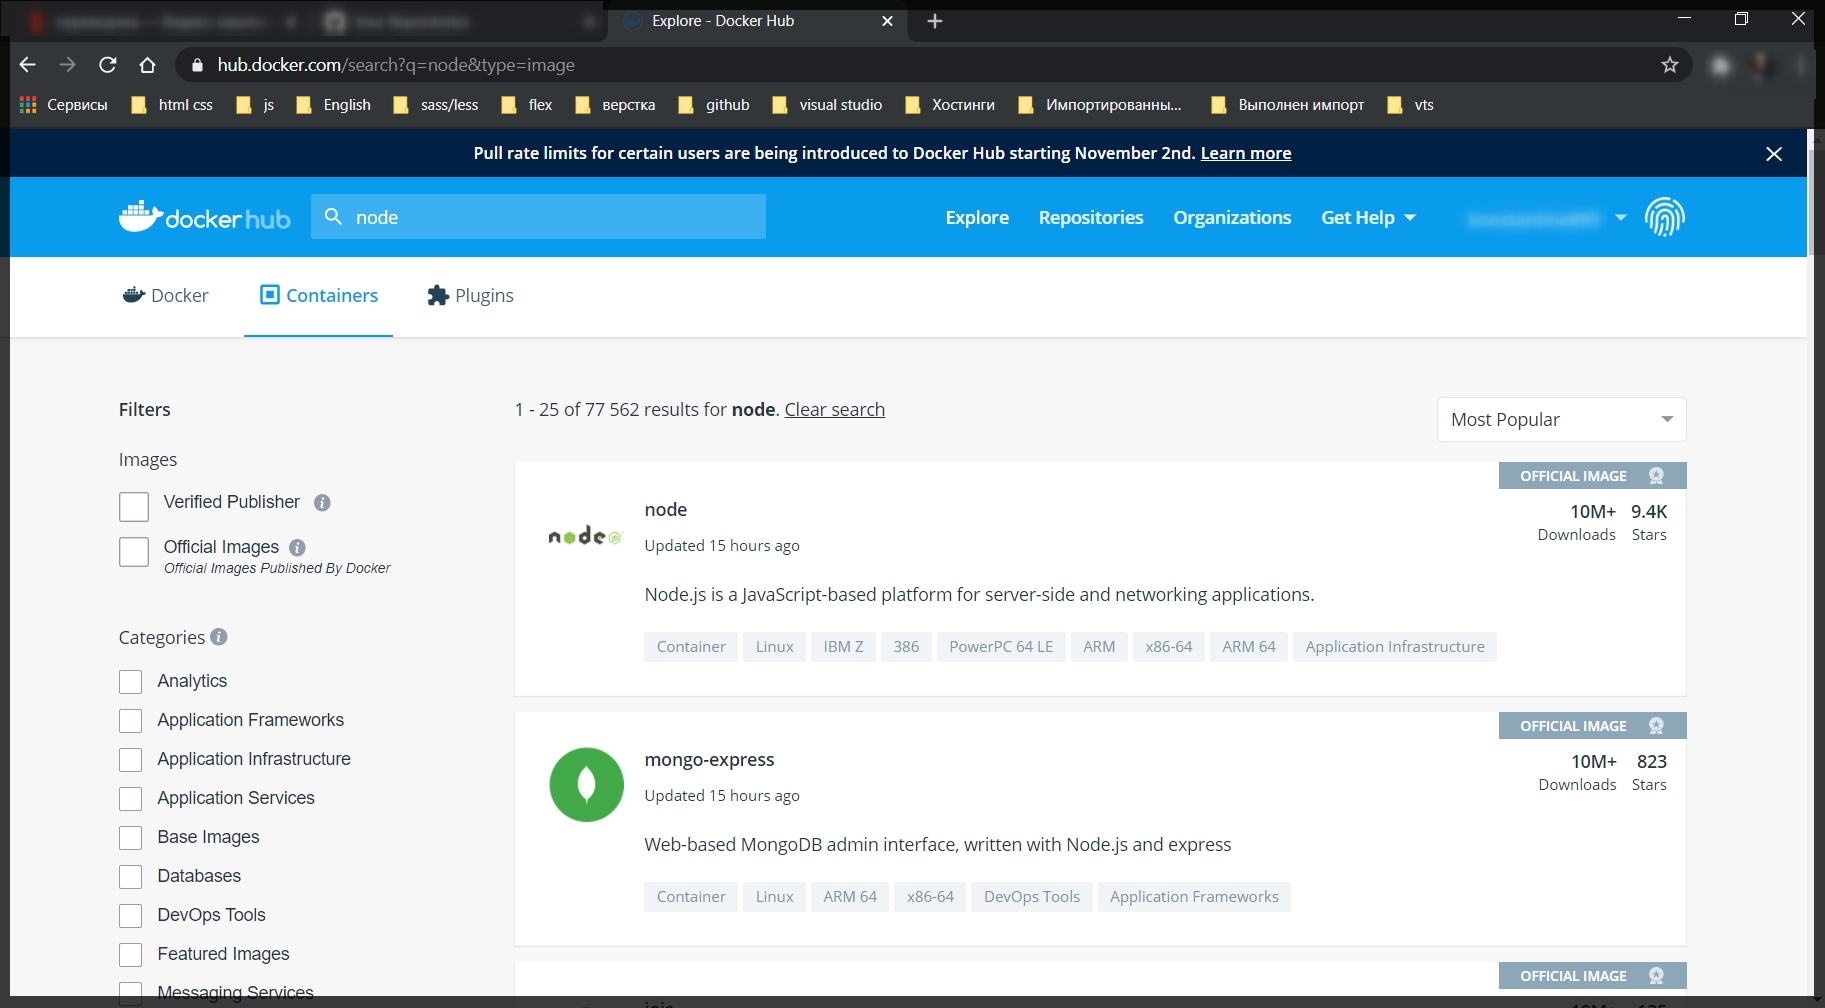 Explore - Docker Hub
hub.docker.com/search?q=node&type=image
Сервисы html css js English sass/less flex верстка github visual studio Хостинги Импортированны... Выполнен импорт vts
Pull rate limits for certain users are being introduced to Docker Hub starting November 2nd. Learn more
docker hub node Explore Repositories Organizations Get Help
Docker Containers Plugins
Filters
Images
Verified Publisher
Official Images
Official Images Published By Docker
Categories
Analytics
Application Frameworks
Application Infrastructure
Application Services
Base Images
Databases
DevOps Tools
Featured Images
Messaging Services
1 - 25 of 77 562 results for node. Clear search
Most Popular
OFFICIAL IMAGE
node
node
10M+ 9.4K
Downloads Stars
Updated 15 hours ago
Node.js is a JavaScript-based platform for server-side and networking applications.
Container Linux IBM Z 386 PowerPC 64 LE ARM x86-64 ARM 64 Application Infrastructure
OFFICIAL IMAGE
mongo-express
10M+ 823
Downloads Stars
Updated 15 hours ago
Web-based MongoDB admin interface, written with Node.js and express
Container Linux ARM 64 x86-64 DevOps Tools Application Frameworks
OFFICIAL IMAGE